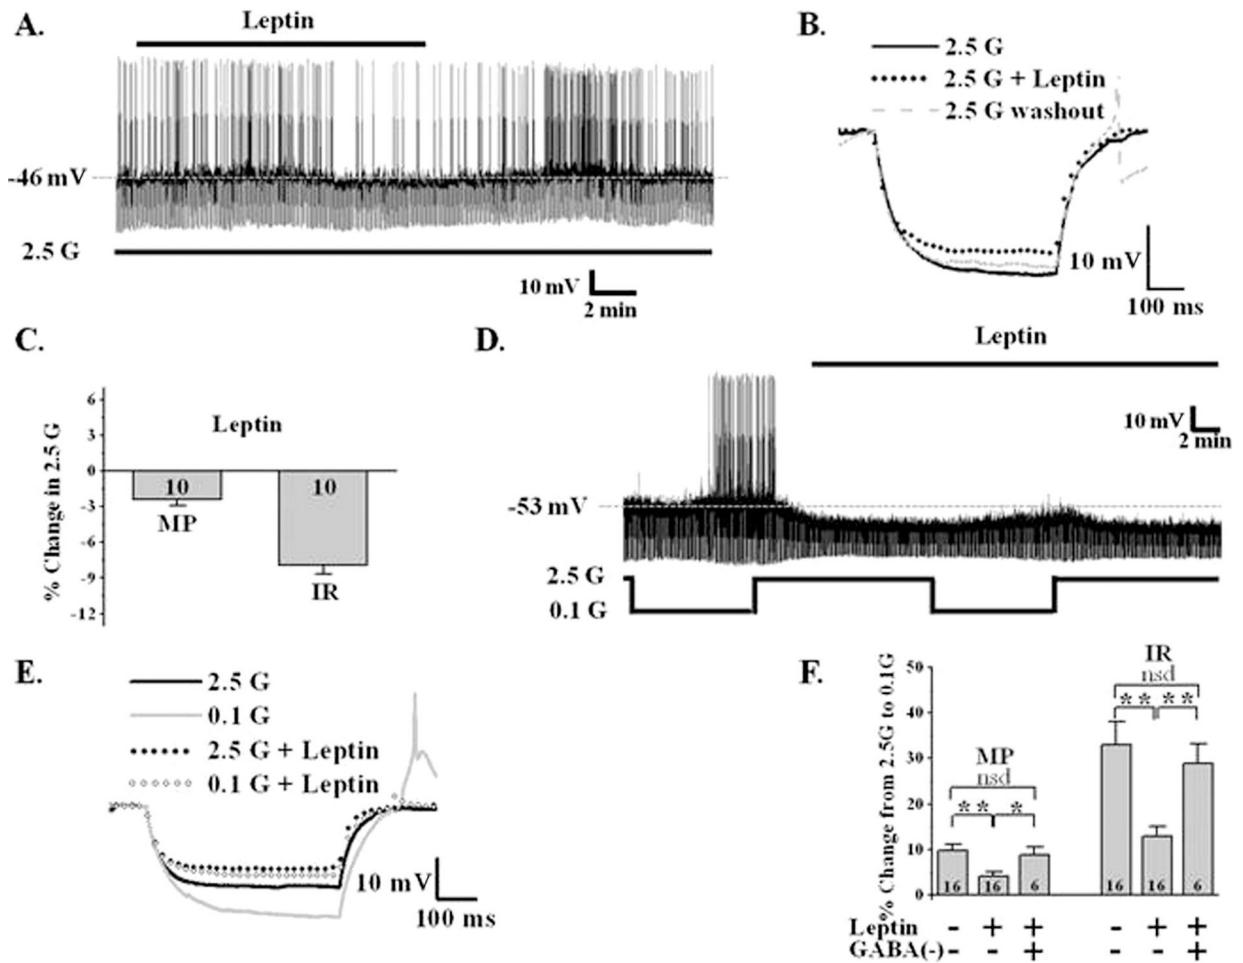 A.
Leptin
-46 mV
2.5 G
10 mV
2 min
B.
2.5 G
2.5 G + Leptin
2.5 G washout
10 mV
100 ms
C.
% Change in 2.5 G
6
3
0
-3
-6
-9
-12
Leptin
10
10
MP
IR
D.
Leptin
10 mV
2 min
-53 mV
2.5 G
0.1 G
E.
2.5 G
0.1 G
2.5 G + Leptin
0.1 G + Leptin
10 mV
100 ms
F.
% Change from 2.5G to 0.1G
50
40
30
20
10
0
MP
nsd
** *
IR
nsd
** **
16 16 6 16 16 6
Leptin - + + - + +
GABA(-) - + - +